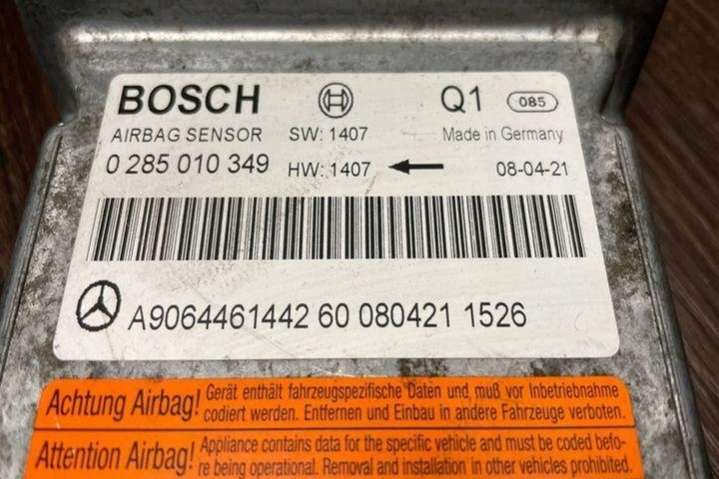 BOSCH Q1 085
AIRBAG SENSOR SW: 1407 Made in Germany
0 285 010 349 HW: 1407 08-04-21
A9064461442 60 080421 1526
Achtung Airbag! Gerät enthält fahrzeugspezifische Daten und muß vor Inbetriebnahme
codiert werden. Entfernen und Einbau in andere Fahrzeuge verboten.
Attention Airbag! Appliance contains data for the specific vehicle and must be coded befo-
re being operational. Removal and installation in other vehicles prohibited.